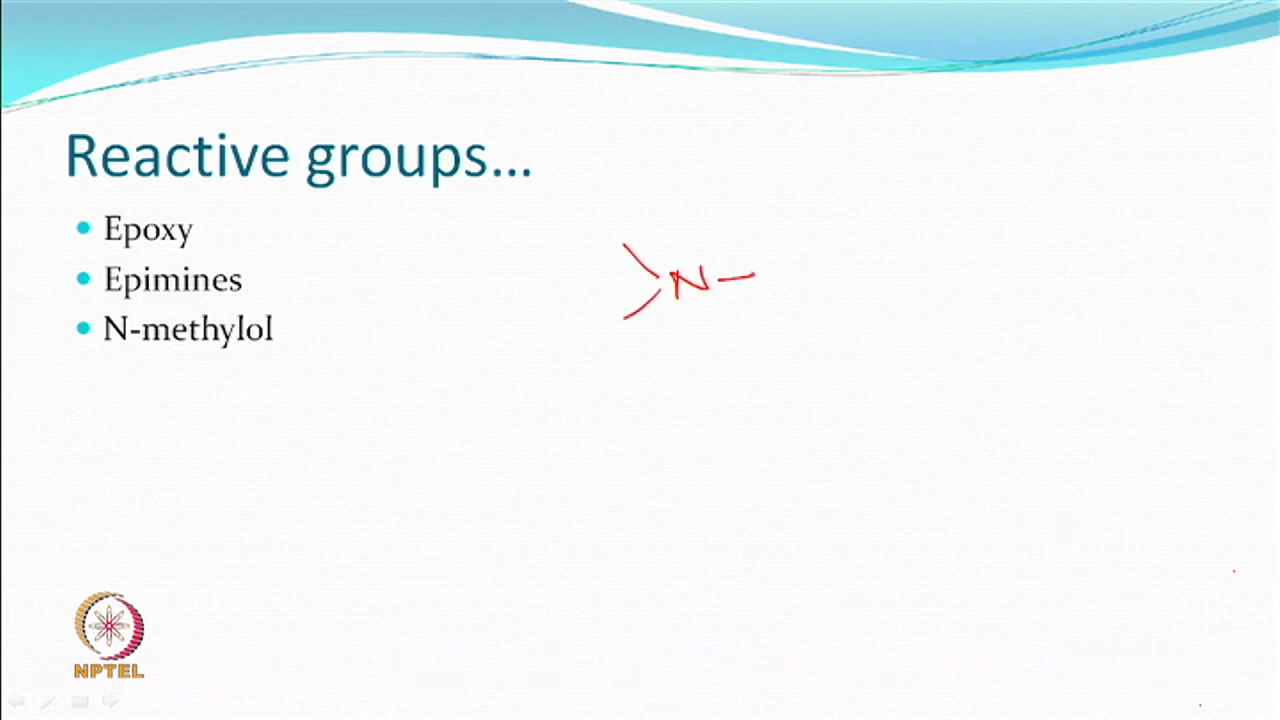 Reactive groups...
Epoxy
Epimines
N-methylol
N
NPTEL